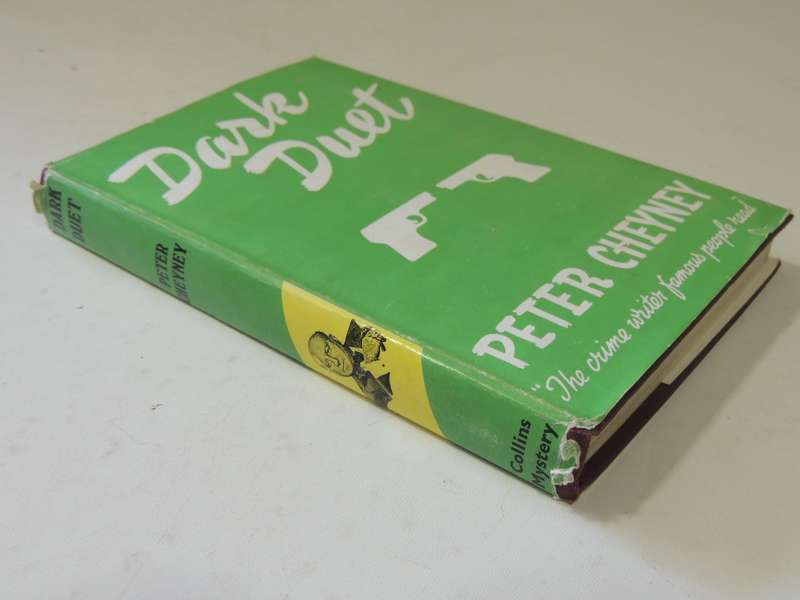 Dark
Duet
PETER CHEYNEY
"The crime writer famous people read"
DARK
DUET
PETER
CHEYNEY
Collins
Mystery